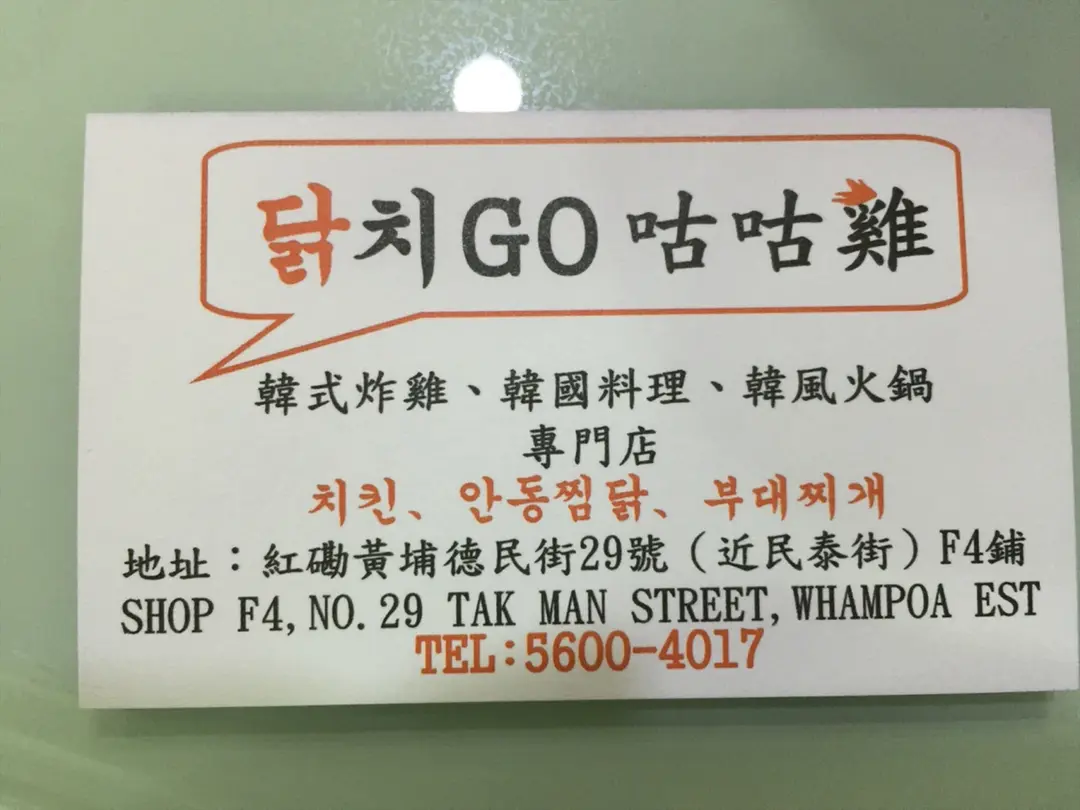 닭치GO 咕咕雞
韓式炸雞、韓國料理、韓風火鍋
專門店
치킨、안동찜닭、부대찌개
地址：紅磡黃埔德民街29號（近民泰街）F4鋪
SHOP F4,NO.29 TAK MAN STREET,WHAMPOA EST
TEL:5600-4017